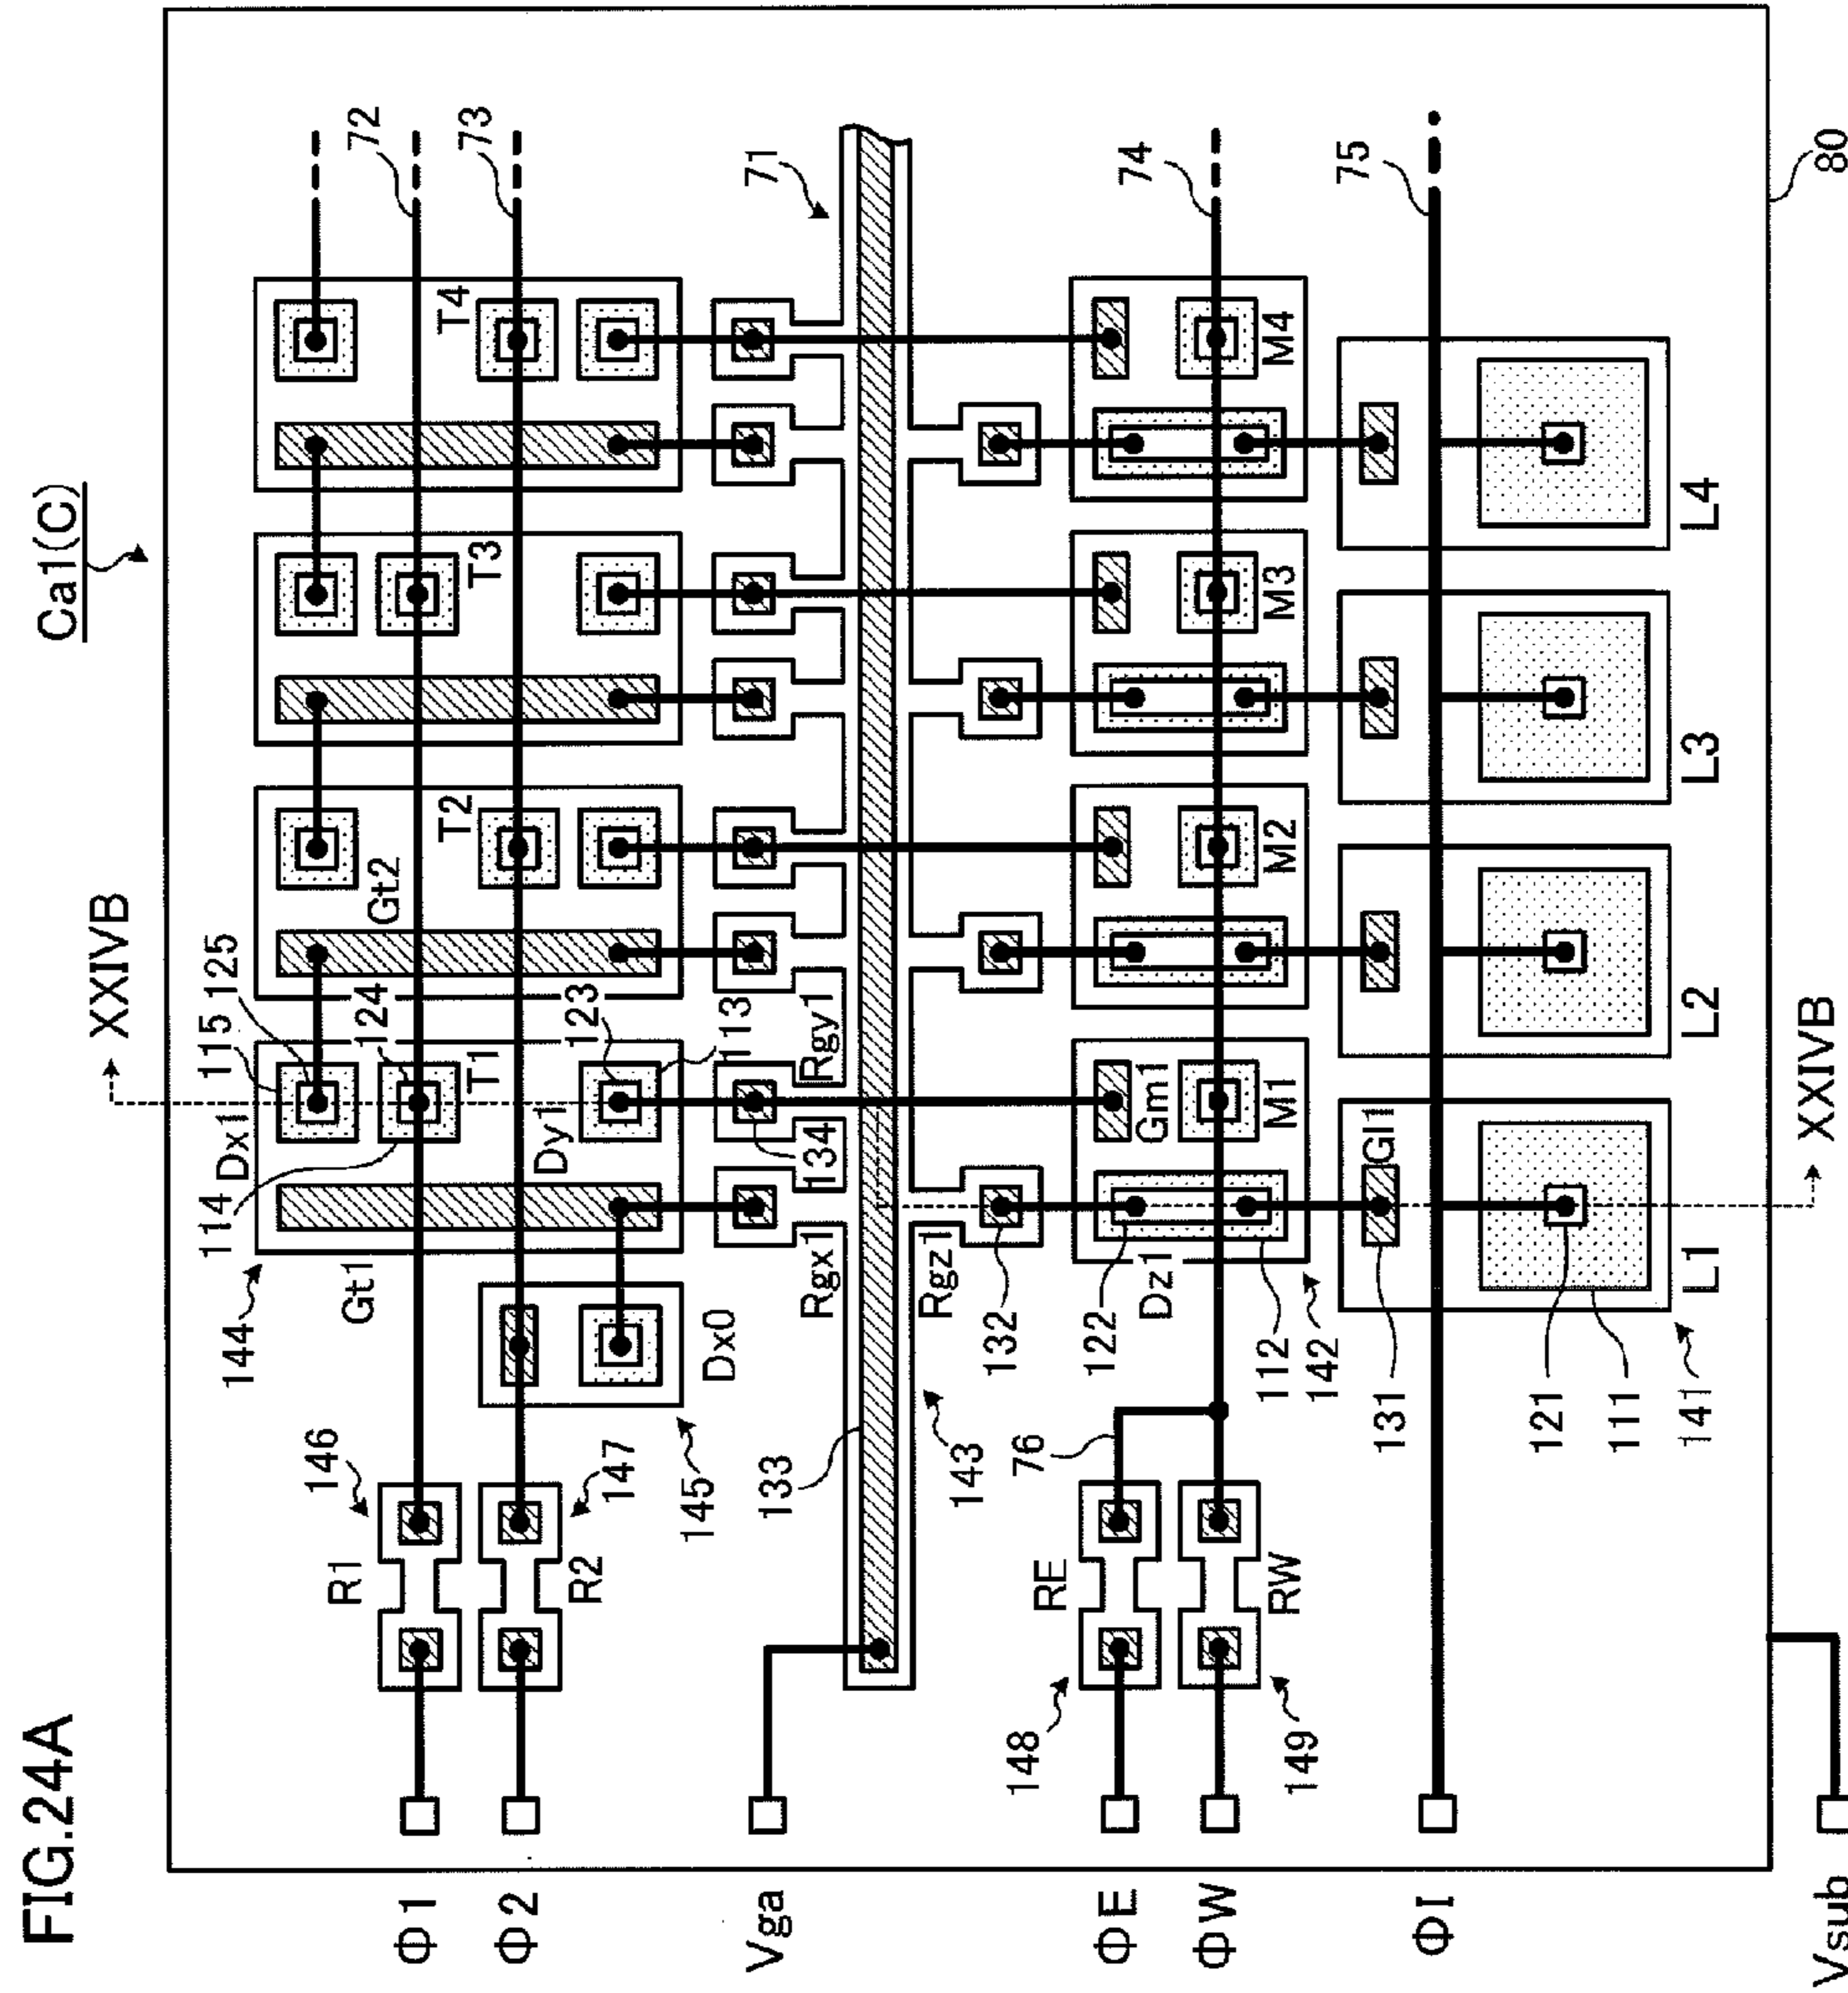 FIG.24A
Ca1(C)
XXIVB
72
73
71
74
75
80
T4
T3
T2
Gt2
T1
115
125
124
123
113
Dx1
114
144
Gt1
Dy1
Rgy1
134
Rgx1
Rgz1
132
122
Dz1
112
142
Gm1
M1
M2
M3
M4
Gl1
131
121
111
141
L1
L2
L3
L4
XXIVB
146
R1
147
R2
145
Dx0
133
143
76
RE
RW
148
149
Φ1
Φ2
Vga
ΦE
ΦW
ΦI
Vsub